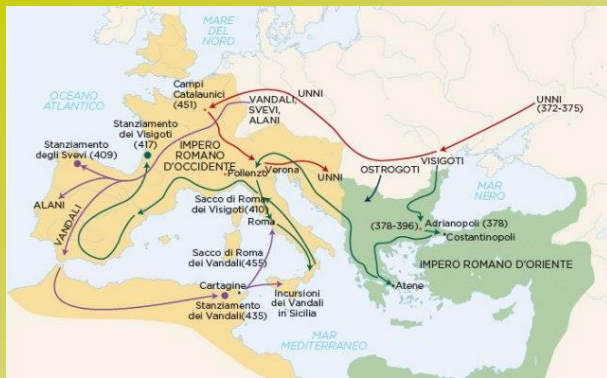 MARE
DEL
NORD
OCEANO
ATLANTICO
Campi
Catalaunici
(451)
VANDALI,
SVEVI,
ALANI
UNNI
UNNI
(372-375)
Stanziamento
dei Visigoti
(417)
Stanziamento
degli Svevi (409)
IMPERO
ROMANO
D'OCCIDENTE
Pollenzo
Verona
UNNI
OSTROGOTI
VISIGOTI
MAR
NERO
ALANI
VANDALI
Sacco di Roma
dei Visigoti (410)
Roma
(378-396)
Adrianopoli (378)
Costantinopoli
Sacco di Roma
dei Vandali (455)
IMPERO ROMANO D'ORIENTE
Cartagine
Stanziamento
dei Vandali (435)
Incursioni
dei Vandali
in Sicilia
Atene
MAR
MEDITERRANEO